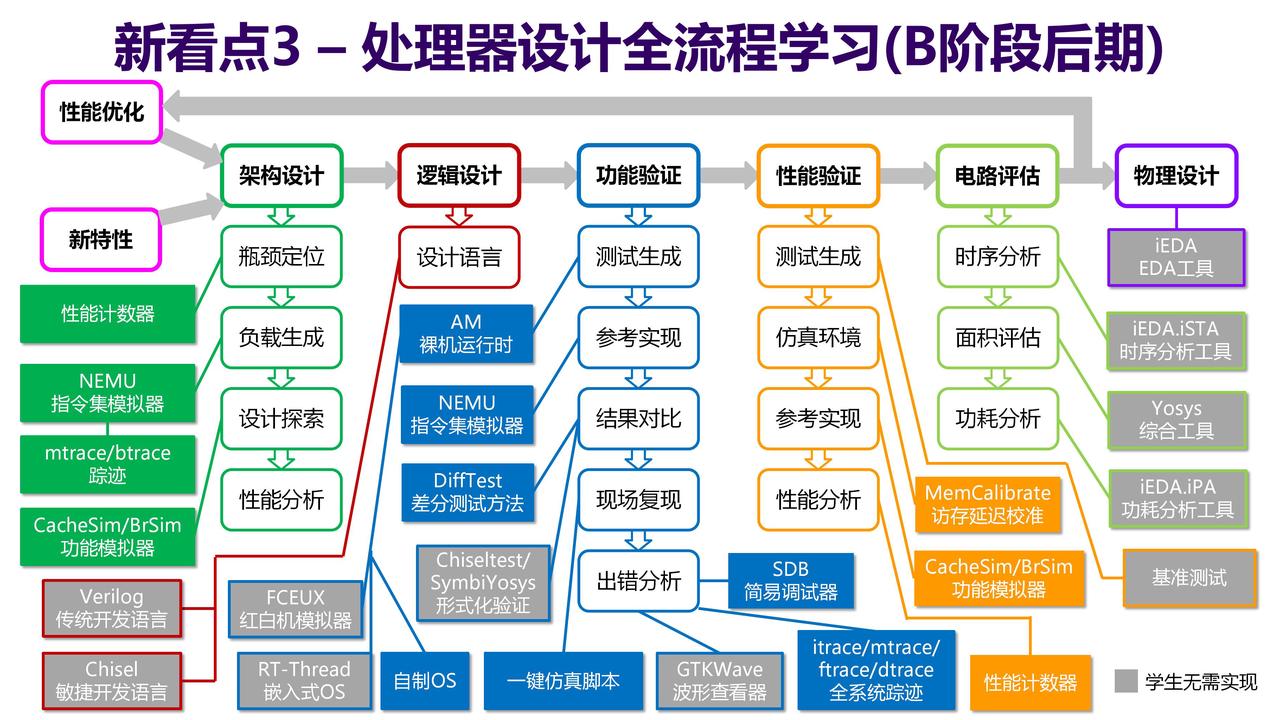 新看点3 – 处理器设计全流程学习(B阶段后期)
性能优化
新特性
架构设计
逻辑设计
功能验证
性能验证
电路评估
物理设计
瓶颈定位
负载生成
设计探索
性能分析
性能计数器
NEMU
指令集模拟器
mtrace/btrace
踪迹
CacheSim/BrSim
功能模拟器
设计语言
Verilog
传统开发语言
Chisel
敏捷开发语言
测试生成
参考实现
结果对比
现场复现
出错分析
AM
裸机运行时
NEMU
指令集模拟器
DiffTest
差分测试方法
Chiseltest/
SymbiYosys
形式化验证
FCEUX
红白机模拟器
RT-Thread
嵌入式OS
自制OS
一键仿真脚本
GTKWave
波形查看器
SDB
简易调试器
itrace/mtrace/
ftrace/dtrace
全系统踪迹
测试生成
仿真环境
参考实现
性能分析
MemCalibrate
访存延迟校准
CacheSim/BrSim
功能模拟器
性能计数器
基准测试
时序分析
面积评估
功耗分析
iEDA
EDA工具
iEDA.iSTA
时序分析工具
Yosys
综合工具
iEDA.iPA
功耗分析工具
学生无需实现